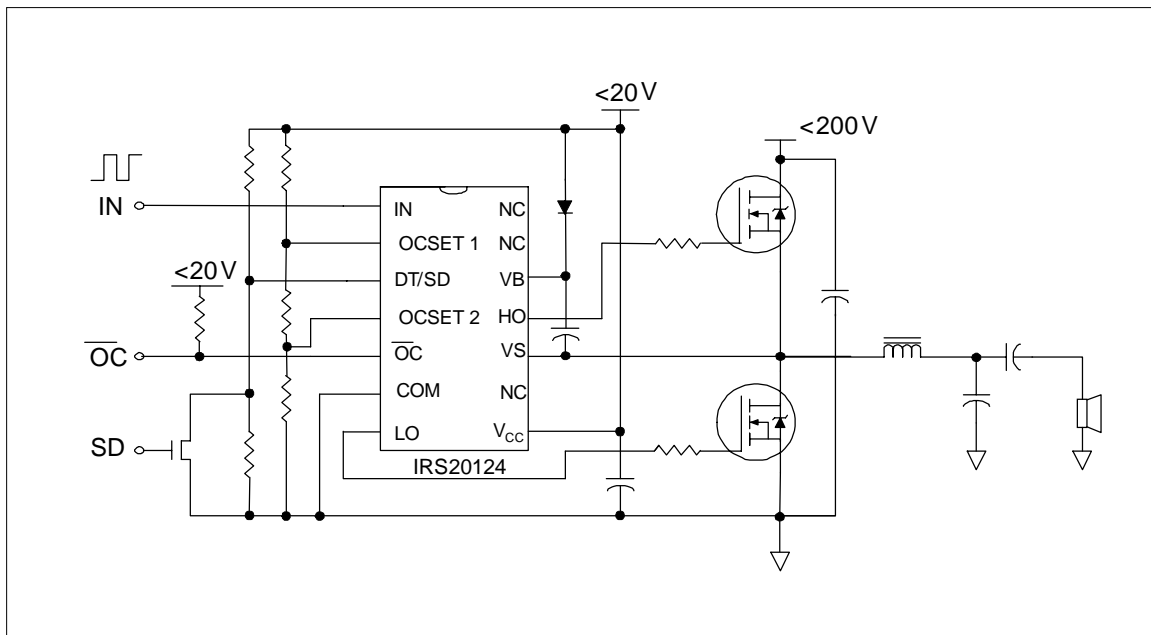 <20V
<200V
IN
IN
NC
OCSET 1
NC
<20V
DT/SD
VB
OCSET 2
HO
OC
OC
VS
COM
NC
SD
LO
VCC
IRS20124